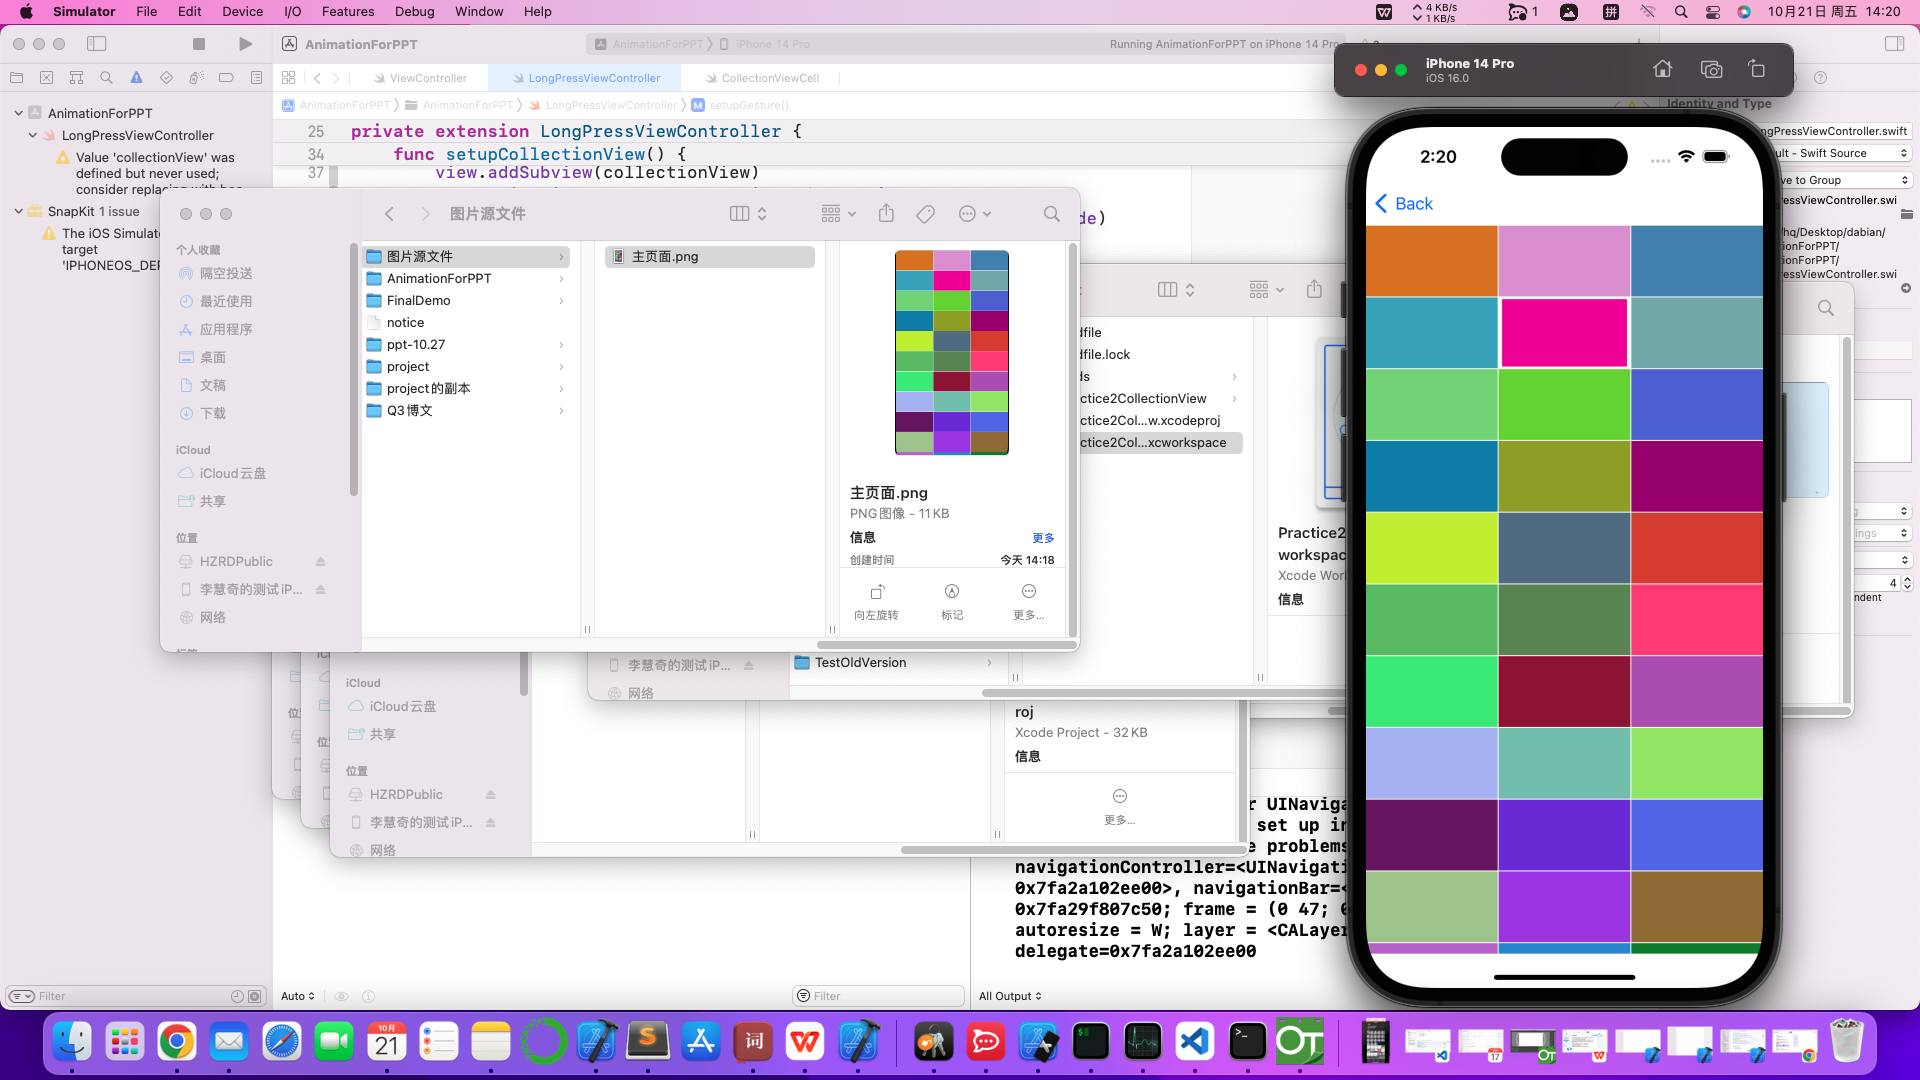 Simulator File Edit Device I/O Features Debug Window Help
4 KB/s
1 KB/s
1
拼
10月21日 周五 14:20
AnimationForPPT
AnimationForPPT
iPhone 14 Pro
Running AnimationForPPT on iPhone 14 Pro
ViewController
LongPressViewController
CollectionViewCell
AnimationForPPT
AnimationForPPT
LongPressViewController
M
setupGesture()
AnimationForPPT
LongPressViewController
Value 'collectionView' was
defined but never used;
SnapKit 1 issue
The iOS Simula
target
'IPHONEOS_DEP
25 private extension LongPressViewController {
34 func setupCollectionView() {
37 view.addSubview(collectionView)
de)
图片源文件
个人收藏
隔空投送
最近使用
应用程序
桌面
文稿
下载
iCloud
iCloud云盘
共享
位置
HZRDPublic
李慧奇的测试iP...
网络
图片源文件
AnimationForPPT
FinalDemo
notice
ppt-10.27
project
project的副本
Q3博文
主页面.png
主页面.png
PNG图像 - 11 KB
信息
更多
创建时间
今天 14:18
向左旋转
标记
更多...
dfile
dfile.lock
ds
ctice2CollectionView
ctice2Col...w.xcodeproj
ctice2Col...xcworkspace
Practice2
workspac
Xcode Wor
信息
李慧奇的测试iP...
网络
TestOldVersion
iCloud
iCloud云盘
共享
位置
HZRDPublic
李慧奇的测试iP...
网络
roj
Xcode Project - 32 KB
信息
更多...
r UINaviga
set up in
e problems
navigationController=<UINavigati
0x7fa2a102ee00>, navigationBar=<
0x7fa29f807c50; frame = (0 47;
autoresize = W; layer = <CALayer
delegate=0x7fa2a102ee00
Filter
Auto
Filter
All Output
iPhone 14 Pro
iOS 16.0
2:20
Back
Identity and Type
ngPressViewController.swift
ult - Swift Source
ve to Group
ressViewController.swi
/hq/Desktop/dabian/
ionForPPT/
ionForPPT/
ressViewController.swi
ings
4
ndent
10月
21
词
OT
17
OT